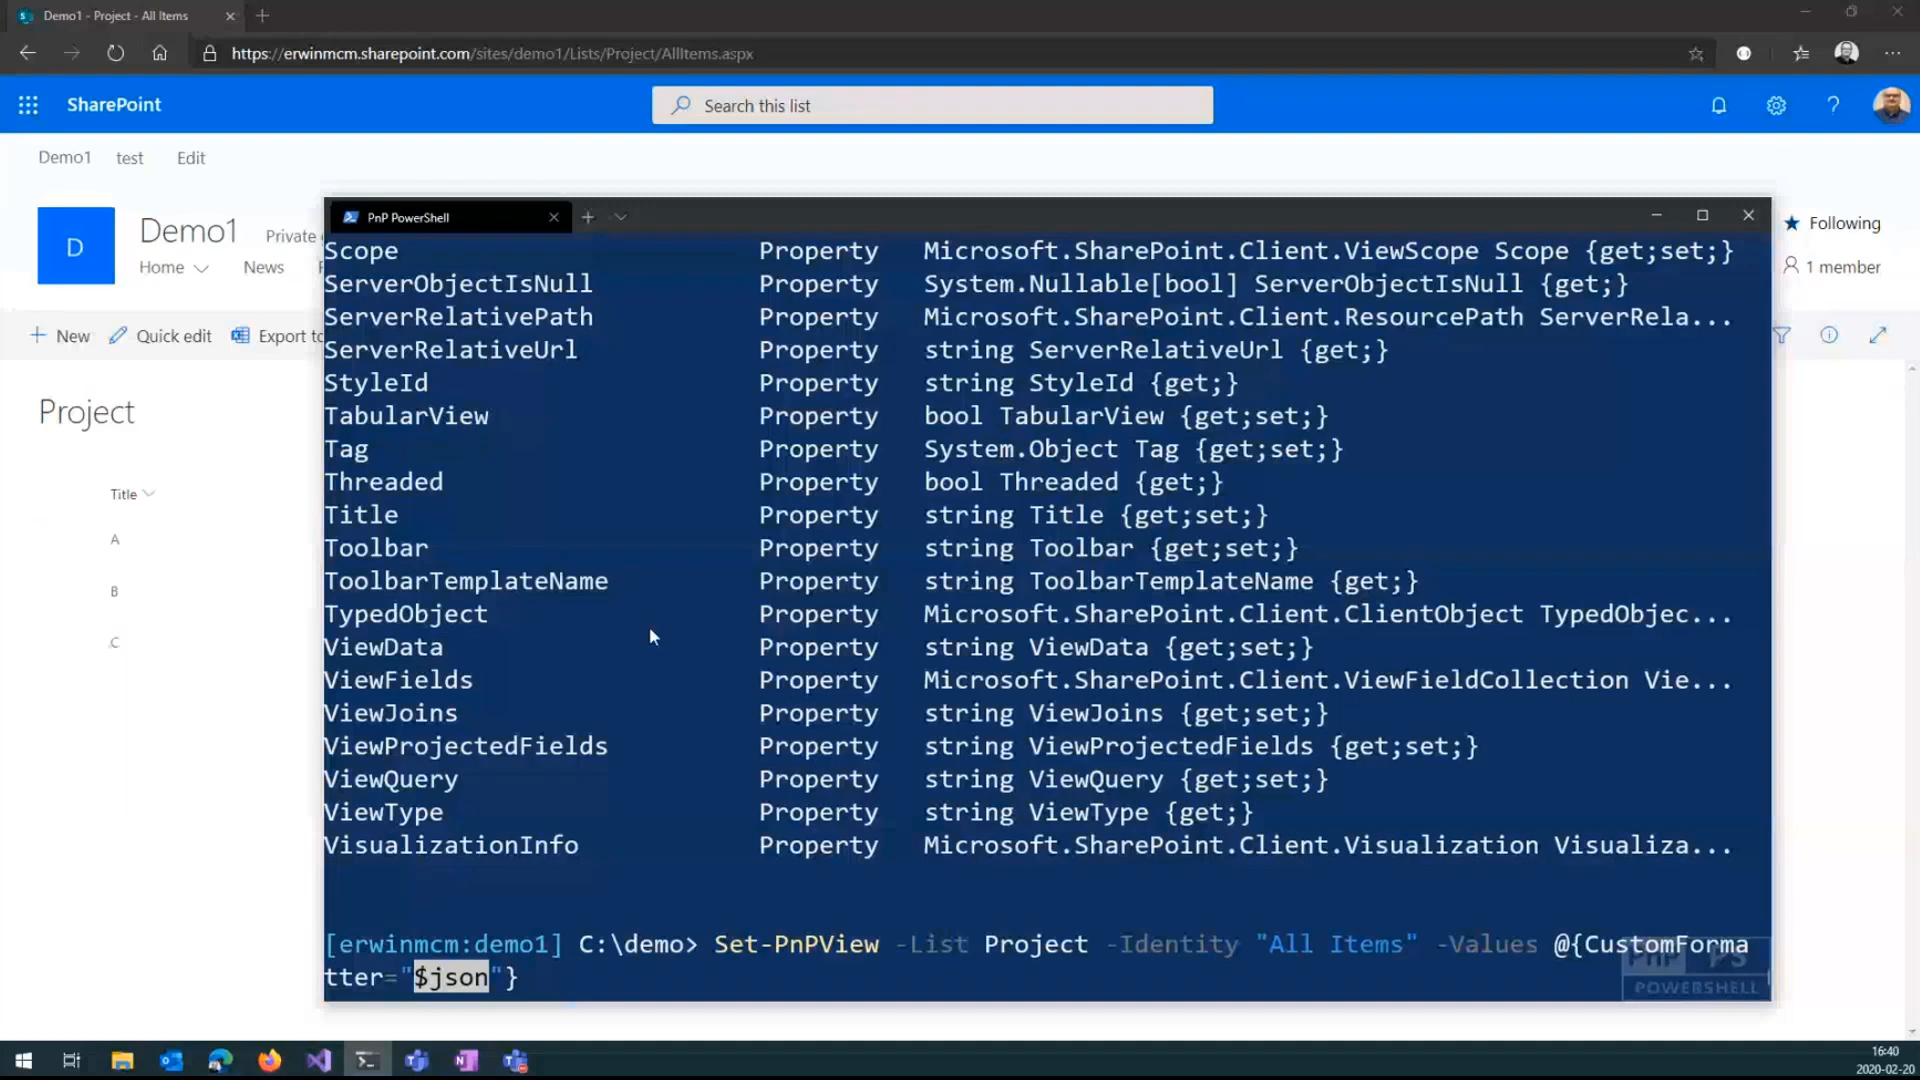 Demo1 - Project - All Items
https://erwinmcm.sharepoint.com/sites/demo1/Lists/Project/AllItems.aspx
SharePoint
Search this list
Demo1 test Edit
D
Demo1 Private
Home News
Following
1 member
New Quick edit Export to
Project
Title
A
B
C
PnP PowerShell
Scope Property Microsoft.SharePoint.Client.ViewScope Scope {get;set;}
ServerObjectIsNull Property System.Nullable[bool] ServerObjectIsNull {get;}
ServerRelativePath Property Microsoft.SharePoint.Client.ResourcePath ServerRela...
ServerRelativeUrl Property string ServerRelativeUrl {get;}
StyleId Property string StyleId {get;}
TabularView Property bool TabularView {get;set;}
Tag Property System.Object Tag {get;set;}
Threaded Property bool Threaded {get;}
Title Property string Title {get;set;}
Toolbar Property string Toolbar {get;set;}
ToolbarTemplateName Property string ToolbarTemplateName {get;}
TypedObject Property Microsoft.SharePoint.Client.ClientObject TypedObjec...
ViewData Property string ViewData {get;set;}
ViewFields Property Microsoft.SharePoint.Client.ViewFieldCollection Vie...
ViewJoins Property string ViewJoins {get;set;}
ViewProjectedFields Property string ViewProjectedFields {get;set;}
ViewQuery Property string ViewQuery {get;set;}
ViewType Property string ViewType {get;}
VisualizationInfo Property Microsoft.SharePoint.Client.Visualization Visualiza...
[erwinmcm:demo1] C:\demo> Set-PnPView -List Project -Identity "All Items" -Values @{CustomForma
tter="$json"}
PnP PS
POWERSHELL
16:40
2020-02-20